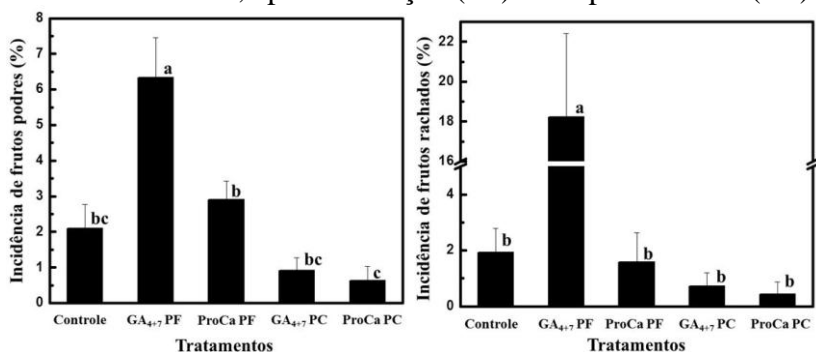 Incidência de frutos podres (%)
8
7
6
5
4
3
2
1
0
bc
a
b
bc
c
Controle GA4+7 PF ProCa PF GA4+7 PC ProCa PC
Tratamentos
Incidência de frutos rachados (%)
22
20
18
16
4
2
0
b
a
b
b
b
Controle GA4+7 PF ProCa PF GA4+7 PC ProCa PC
Tratamentos